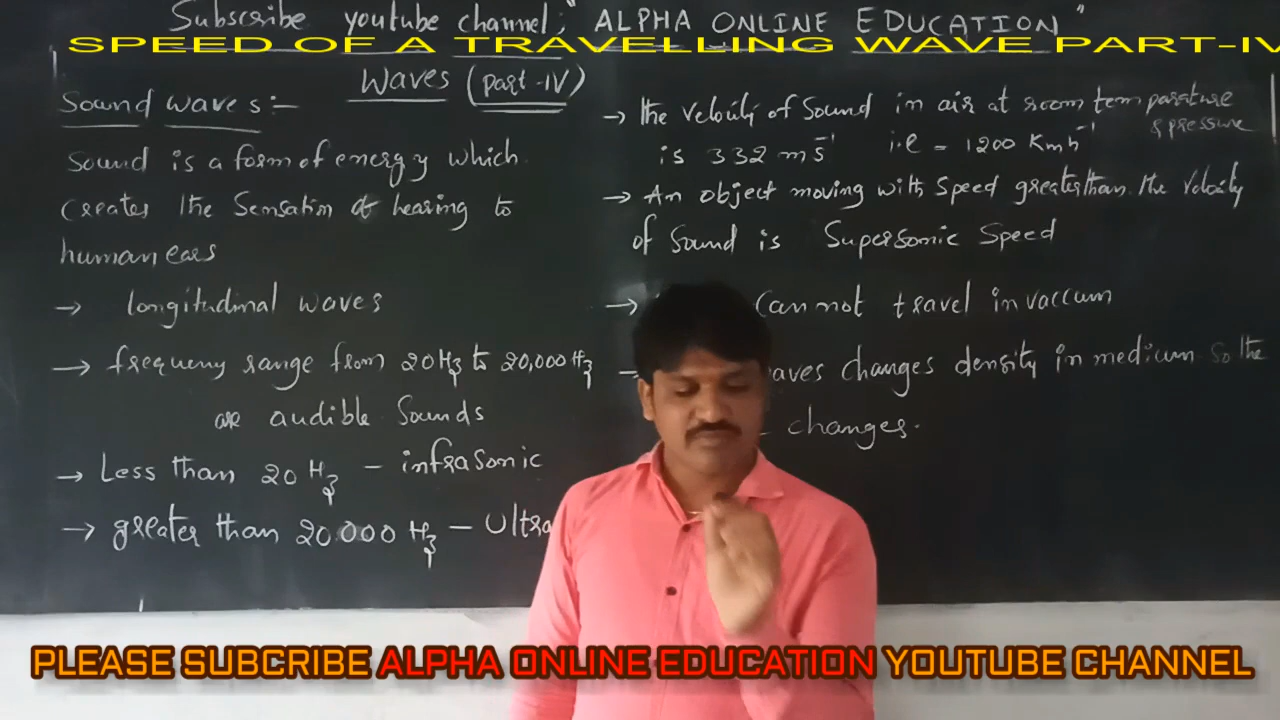 Subscribe youtube channel; "ALPHA ONLINE EDUCATION"
SPEED OF A TRAVELLING WAVE PART-IV
Waves (part-IV)
Sound waves:-
Sound is a form of energy which
creates the Sensation of hearing to
human ears
→ longitudinal waves
→ frequency range from 20Hz to 20,000Hz
are audible Sounds
→ Less than 20 Hz - infrasonic
→ greater than 20000 Hz - Ultra
→ the velocity of Sound in air at room temparature
& pressure
is 332 ms⁻¹ i.e = 1200 Kmh⁻¹
→ An object moving with Speed greater than the velocity
of Sound is Supersonic Speed
→ Cannot travel in vaccum
→ aves changes density in medium So the
changes.
PLEASE SUBCRIBE ALPHA ONLINE EDUCATION YOUTUBE CHANNEL